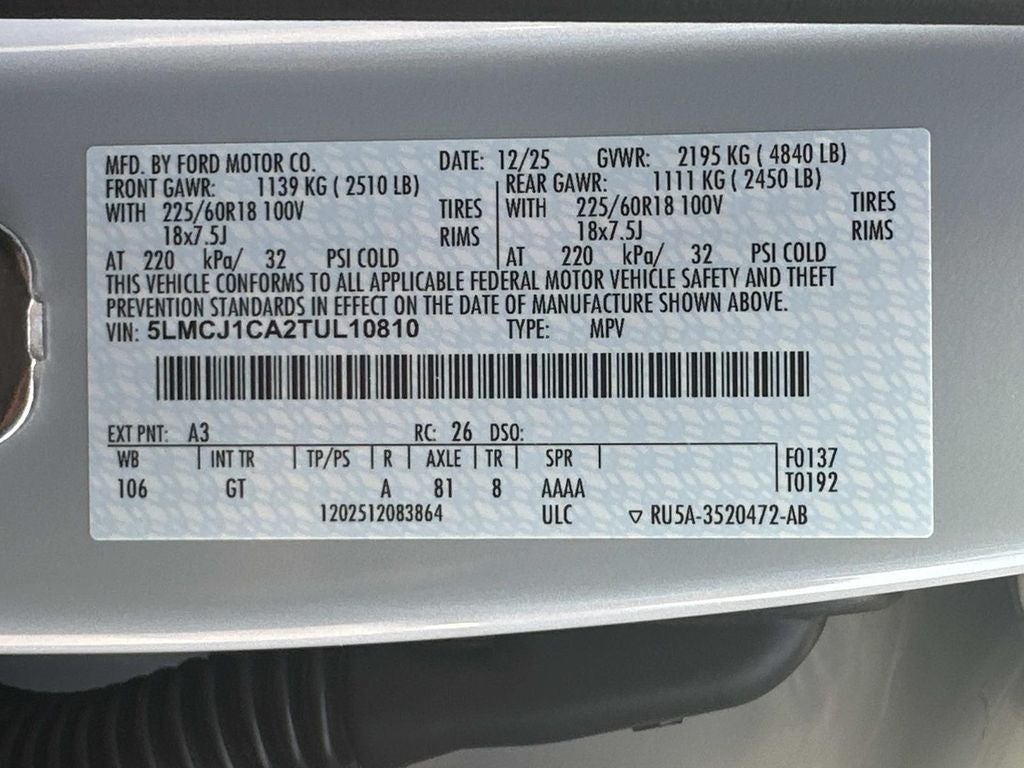 MFD. BY FORD MOTOR CO. DATE: 12/25 GVWR: 2195 KG ( 4840 LB)
FRONT GAWR: 1139 KG ( 2510 LB) REAR GAWR: 1111 KG ( 2450 LB)
WITH 225/60R18 100V TIRES WITH 225/60R18 100V TIRES
18x7.5J RIMS 18x7.5J RIMS
AT 220 kPa/ 32 PSI COLD AT 220 kPa/ 32 PSI COLD
THIS VEHICLE CONFORMS TO ALL APPLICABLE FEDERAL MOTOR VEHICLE SAFETY AND THEFT
PREVENTION STANDARDS IN EFFECT ON THE DATE OF MANUFACTURE SHOWN ABOVE.
VIN: 5LMCJ1CA2TUL10810 TYPE: MPV
EXT PNT: A3 RC: 26 DSO:
WB INT TR TP/PS R AXLE TR SPR F0137
106 GT A 81 8 AAAA T0192
1202512083864 ULC ▽ RU5A-3520472-AB